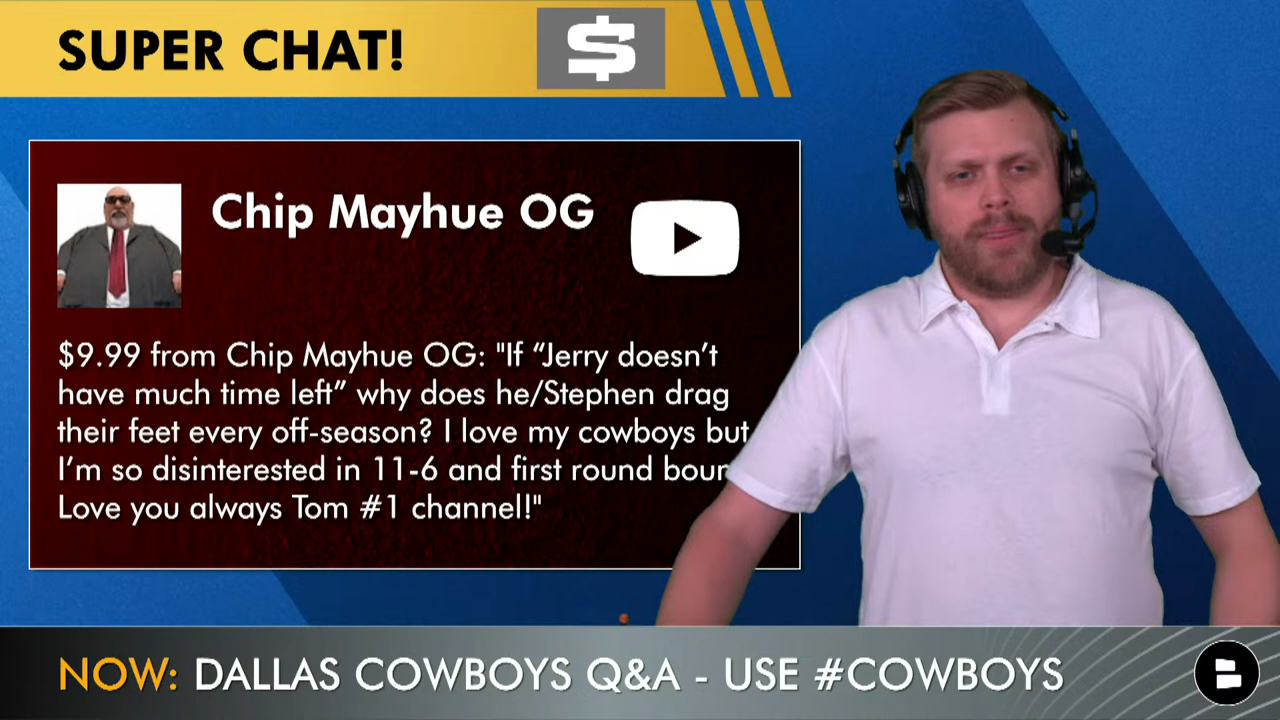 SUPER CHAT!
$
Chip Mayhue OG
$9.99 from Chip Mayhue OG: "If “Jerry doesn’t
have much time left” why does he/Stephen drag
their feet every off-season? I love my cowboys but
I’m so disinterested in 11-6 and first round
Love you always Tom #1 channel!"
NOW: DALLAS COWBOYS Q&A - USE #COWBOYS